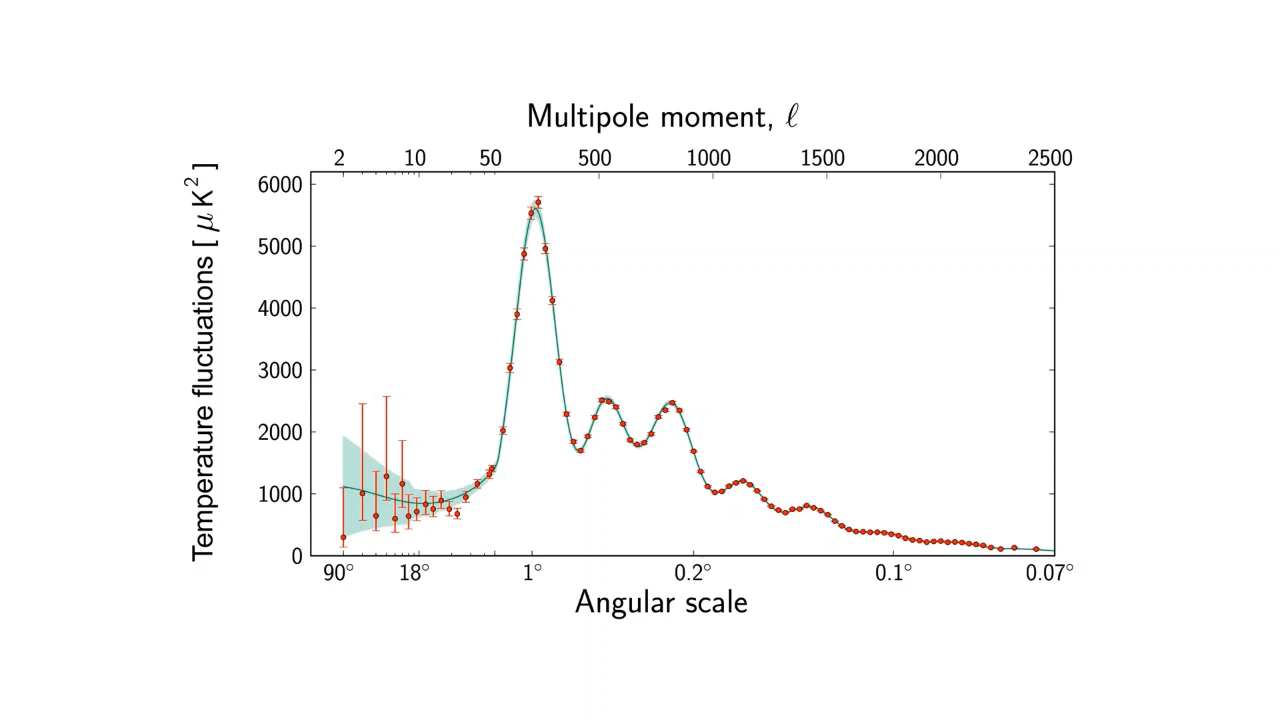 Multipole moment, ℓ
2 10 50 500 1000 1500 2000 2500
Temperature fluctuations [ μ K² ]
6000
5000
4000
3000
2000
1000
0
90° 18° 1° 0.2° 0.1° 0.07°
Angular scale